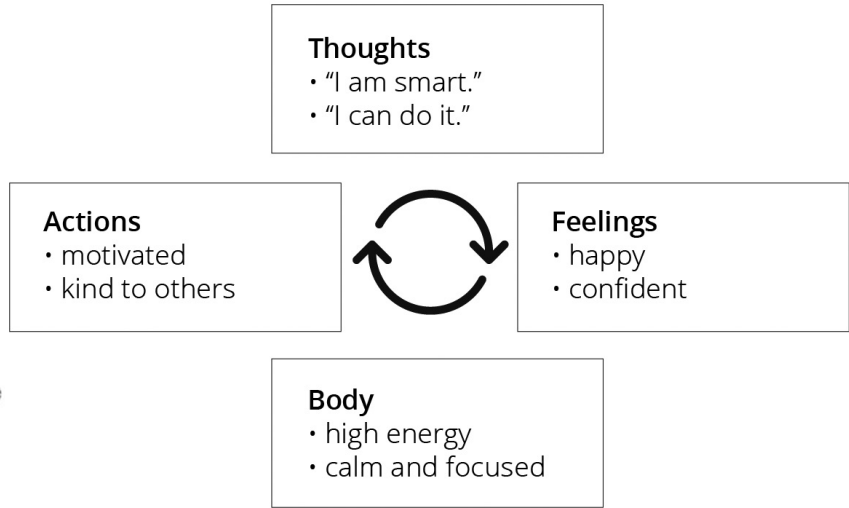 Thoughts
• “I am smart.”
• “I can do it.”
Actions
• motivated
• kind to others
Feelings
• happy
• confident
Body
• high energy
• calm and focused